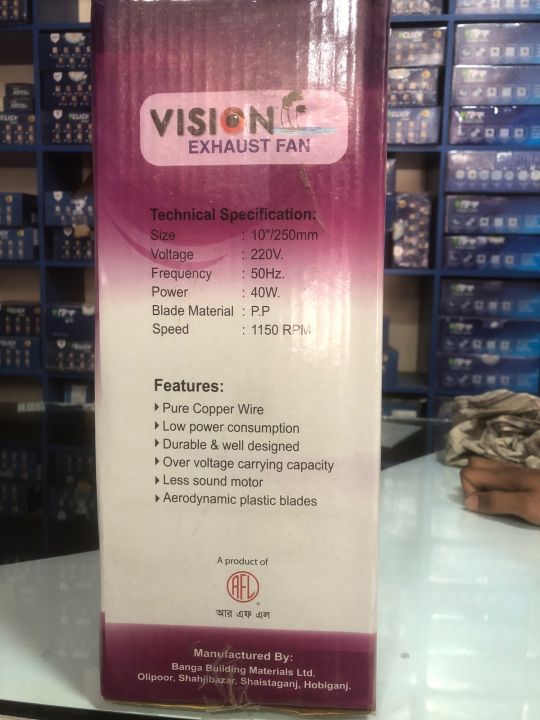 VISION
EXHAUST FAN
Technical Specification:
Size : 10"/250mm
Voltage : 220V.
Frequency : 50Hz.
Power : 40W.
Blade Material : P.P
Speed : 1150 RPM
Features:
Pure Copper Wire
Low power consumption
Durable & well designed
Over voltage carrying capacity
Less sound motor
Aerodynamic plastic blades
A product of
RFL
আর এফ এল
Manufactured By:
Banga Building Materials Ltd.
Olipoor, Shahjibazar, Shaistaganj, Hobiganj.
CLICK